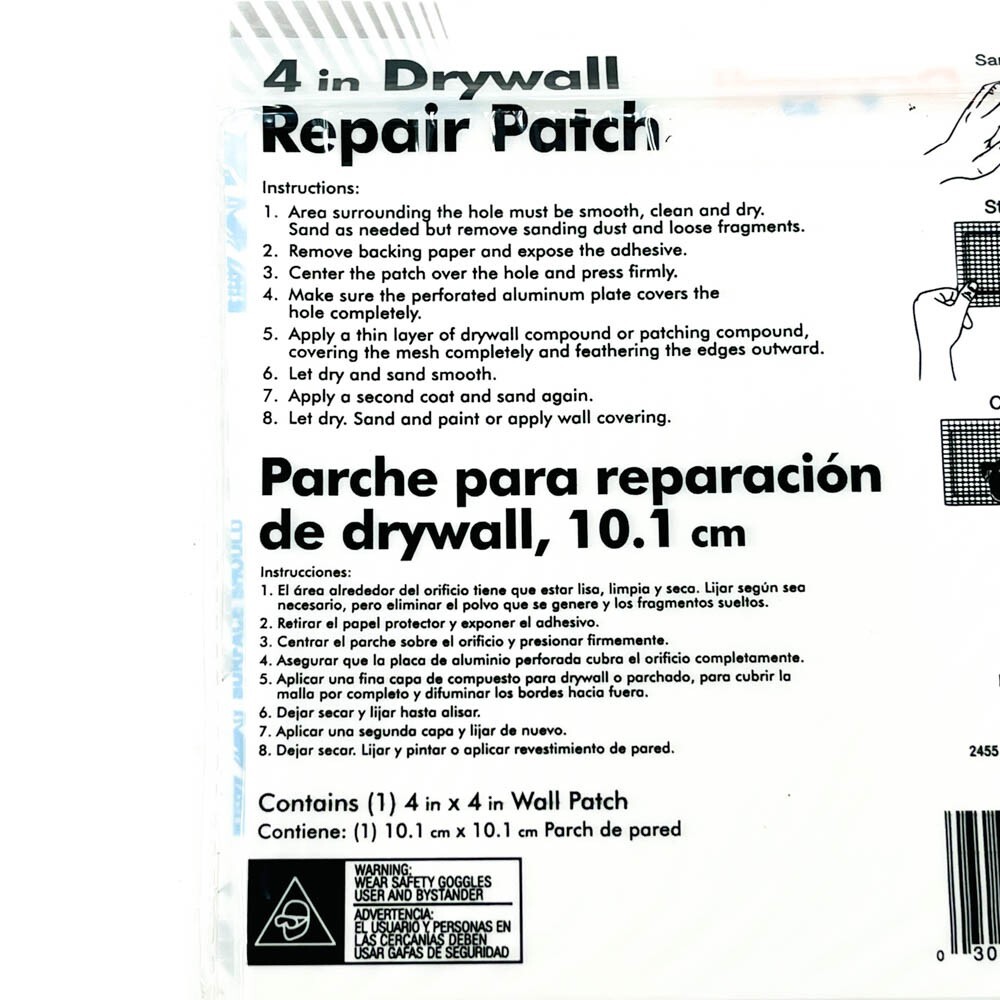 4 in Drywall
Repair Patch
Instructions:
1. Area surrounding the hole must be smooth, clean and dry.
Sand as needed but remove sanding dust and loose fragments.
2. Remove backing paper and expose the adhesive.
3. Center the patch over the hole and press firmly.
4. Make sure the perforated aluminum plate covers the
hole completely.
5. Apply a thin layer of drywall compound or patching compound,
covering the mesh completely and feathering the edges outward.
6. Let dry and sand smooth.
7. Apply a second coat and sand again.
8. Let dry. Sand and paint or apply wall covering.
Parche para reparación
de drywall, 10.1 cm
Instrucciones:
1. El área alrededor del orificio tiene que estar lisa, limpia y seca. Lijar según sea
necesario, pero eliminar el polvo que se genere y los fragmentos sueltos.
2. Retirar el papel protector y exponer el adhesivo.
3. Centrar el parche sobre el orificio y presionar firmemente.
4. Asegurar que la placa de aluminio perforada cubra el orificio completamente.
5. Aplicar una fina capa de compuesto para drywall o parchado, para cubrir la
malla por completo y difuminar los bordes hacia fuera.
6. Dejar secar y lijar hasta alisar.
7. Aplicar una segunda capa y lijar de nuevo.
8. Dejar secar. Lijar y pintar o aplicar revestimiento de pared.
Contains (1) 4 in x 4 in Wall Patch
Contiene: (1) 10.1 cm x 10.1 cm Parch de pared
WARNING:
WEAR SAFETY GOGGLES
USER AND BYSTANDER
ADVERTENCIA:
EL USUARIO Y PERSONAS EN
LAS CERCANÍAS DEBEN
USAR GAFAS DE SEGURIDAD
2455
0 30